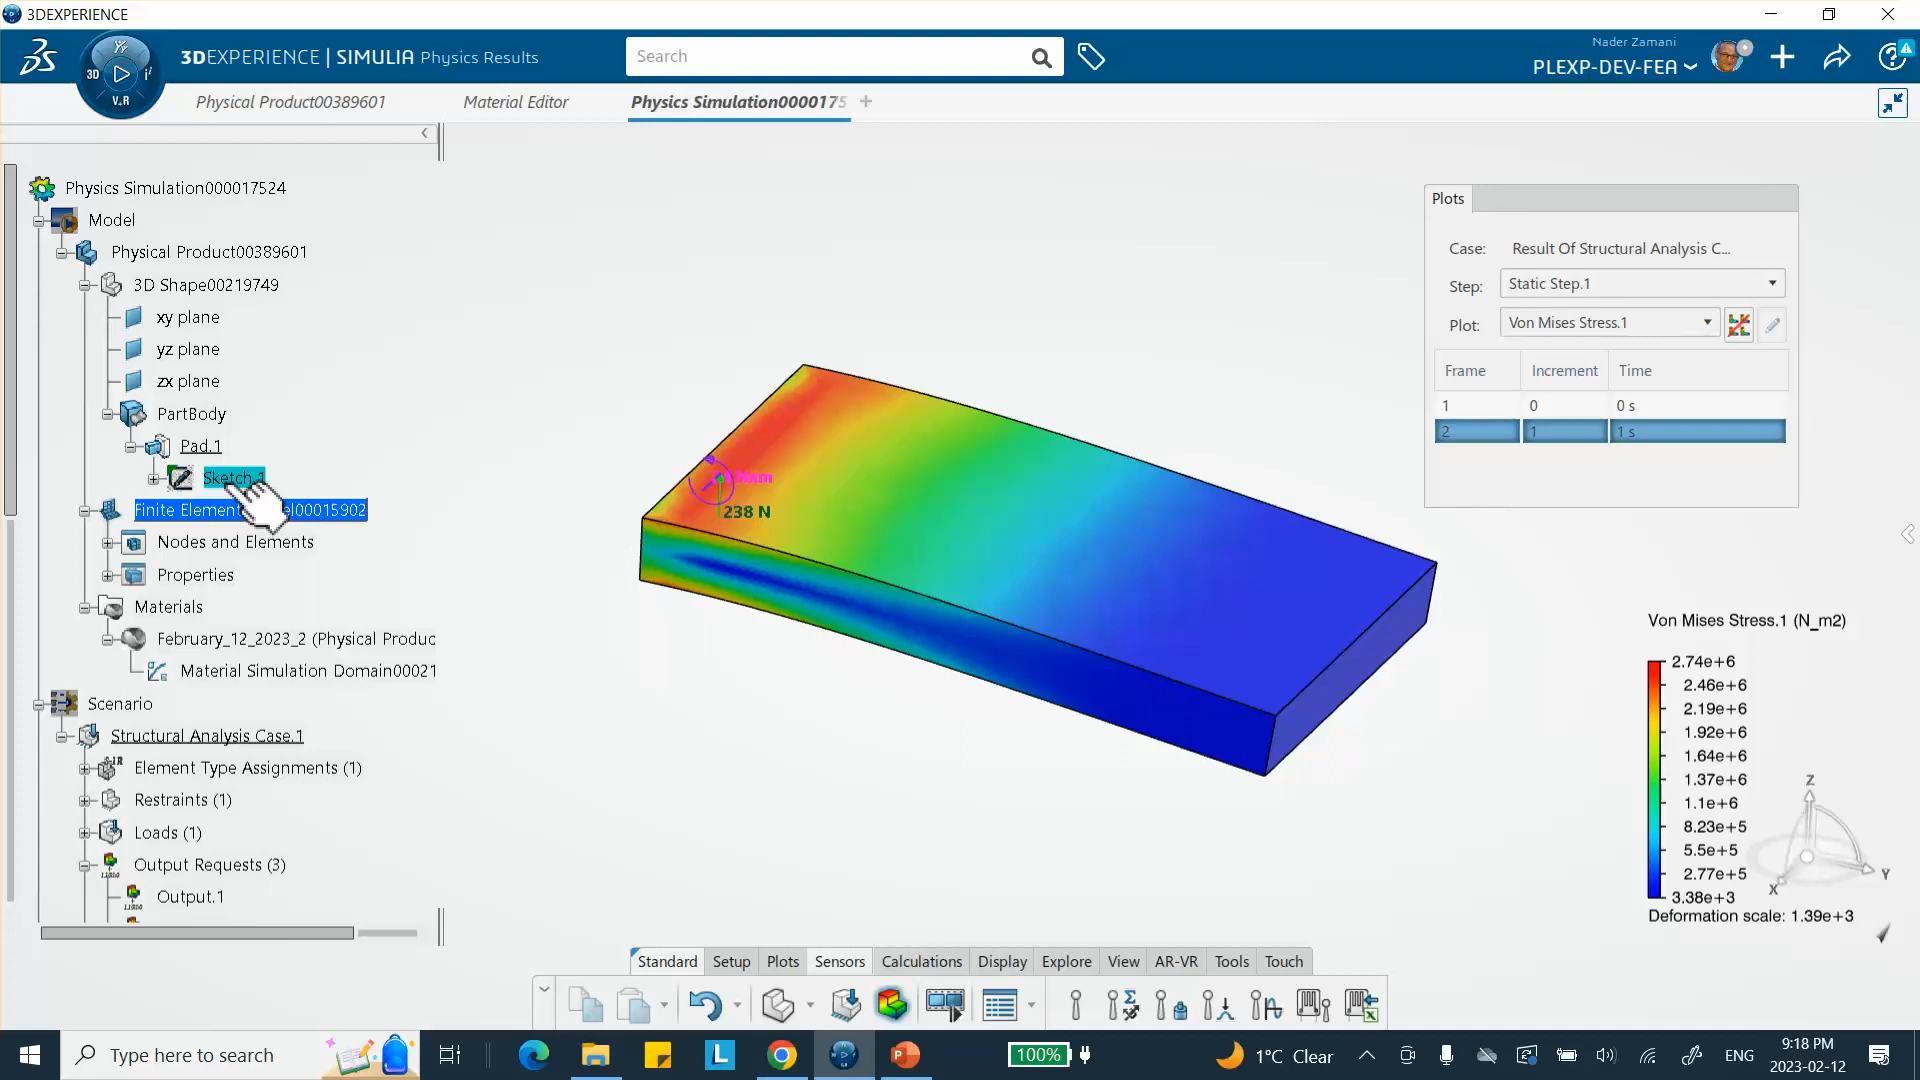 3DEXPERIENCE
3DEXPERIENCE | SIMULIA Physics Results
Search
Nader Zamani
PLEXP-DEV-FEA
3D
V.R
Physical Product00389601
Material Editor
Physics Simulation0000175
Physics Simulation000017524
Model
Physical Product00389601
3D Shape00219749
xy plane
yz plane
zx plane
PartBody
Pad.1
Sketch.1
Finite Element
el00015902
Nodes and Elements
Properties
Materials
February_12_2023_2 (Physical Produc
Material Simulation Domain00021
Scenario
Structural Analysis Case.1
Element Type Assignments (1)
Restraints (1)
Loads (1)
Output Requests (3)
Output.1
238 N
Plots
Case: Result Of Structural Analysis C...
Step: Static Step.1
Plot: Von Mises Stress.1
Frame Increment Time
1 0 0 s
2 1 1 s
Von Mises Stress.1 (N_m2)
2.74e+6
2.46e+6
2.19e+6
1.92e+6
1.64e+6
1.37e+6
1.1e+6
8.23e+5
5.5e+5
2.77e+5
3.38e+3
Deformation scale: 1.39e+3
Z
Y
X
Standard Setup Plots Sensors Calculations Display Explore View AR-VR Tools Touch
Type here to search
100%
1°C Clear
ENG
9:18 PM
2023-02-12